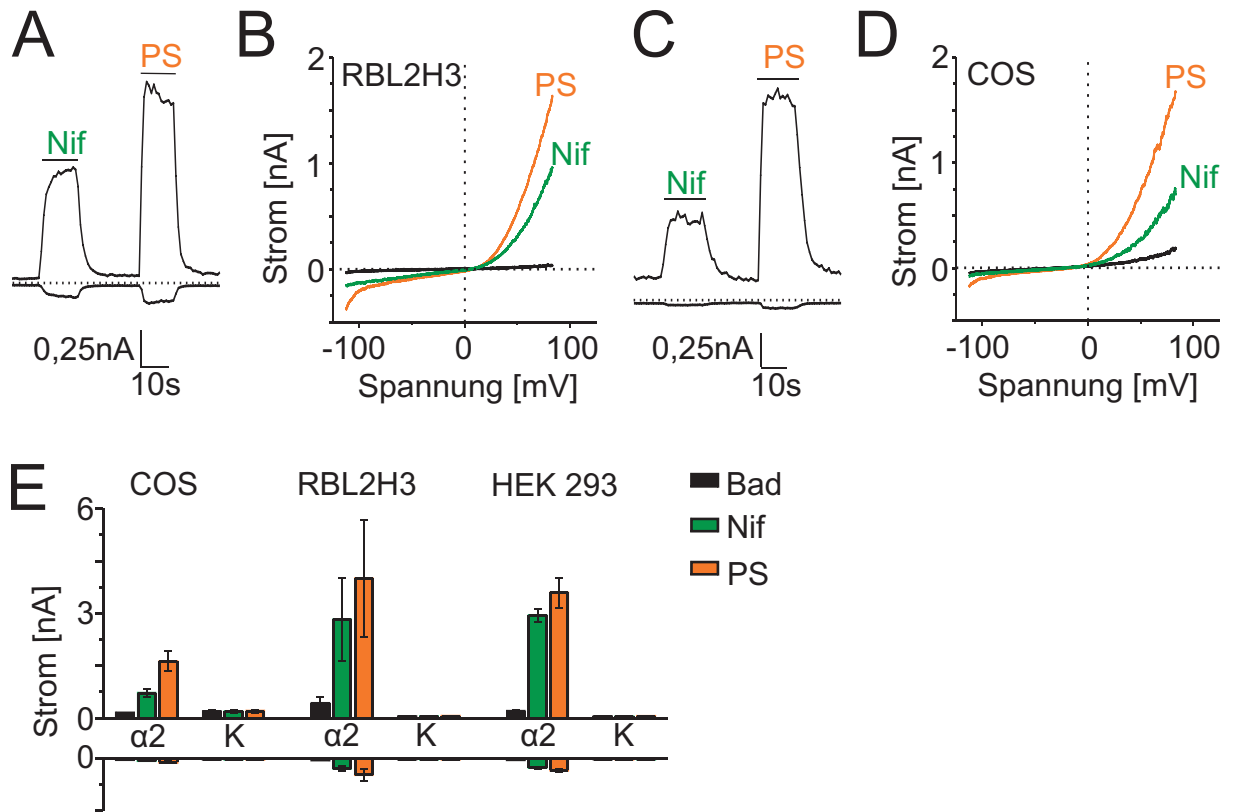 A
PS
Nif
0,25nA
10s
B
RBL2H3
2
1
0
Strom [nA]
PS
Nif
-100
0
100
Spannung [mV]
C
PS
Nif
0,25nA
10s
D
COS
2
1
0
Strom [nA]
PS
Nif
-100
0
100
Spannung [mV]
E
COS
RBL2H3
HEK 293
Bad
Nif
PS
6
3
0
Strom [nA]
α2
K
α2
K
α2
K
0